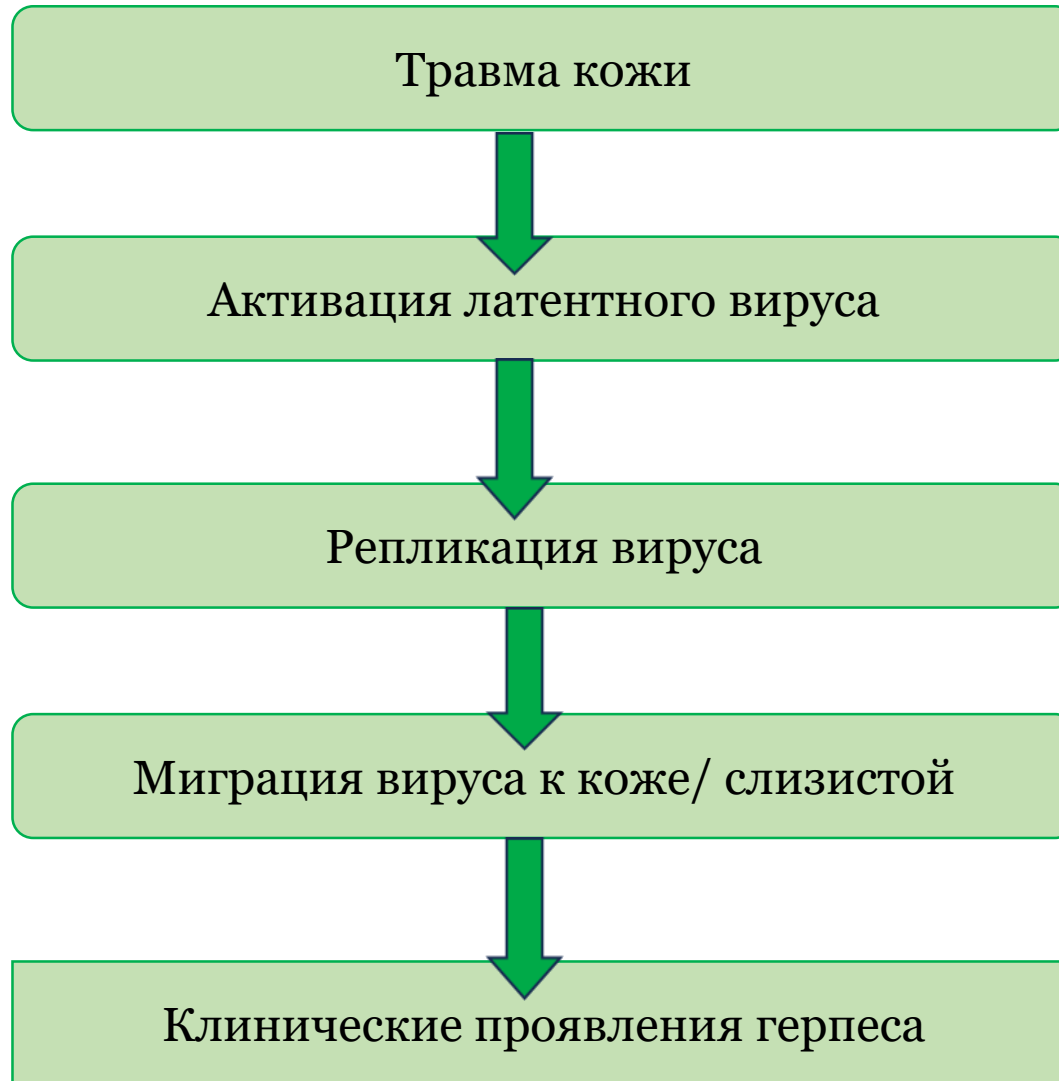 Травма кожи
Активация латентного вируса
Репликация вируса
Миграция вируса к коже/ слизистой
Клинические проявления герпеса